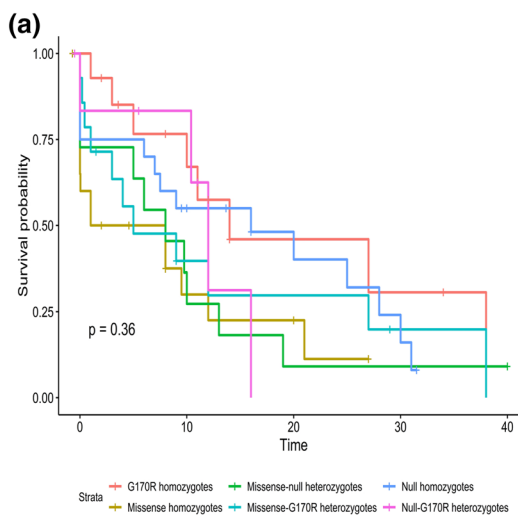 (a)
1.00
0.75
0.50
0.25
0.00
Survival probability
p = 0.36
0 10 20 30 40
Time
Strata
G170R homozygotes Missense-null heterozygotes Null homozygotes
Missense homozygotes Missense-G170R heterozygotes Null-G170R heterozygotes